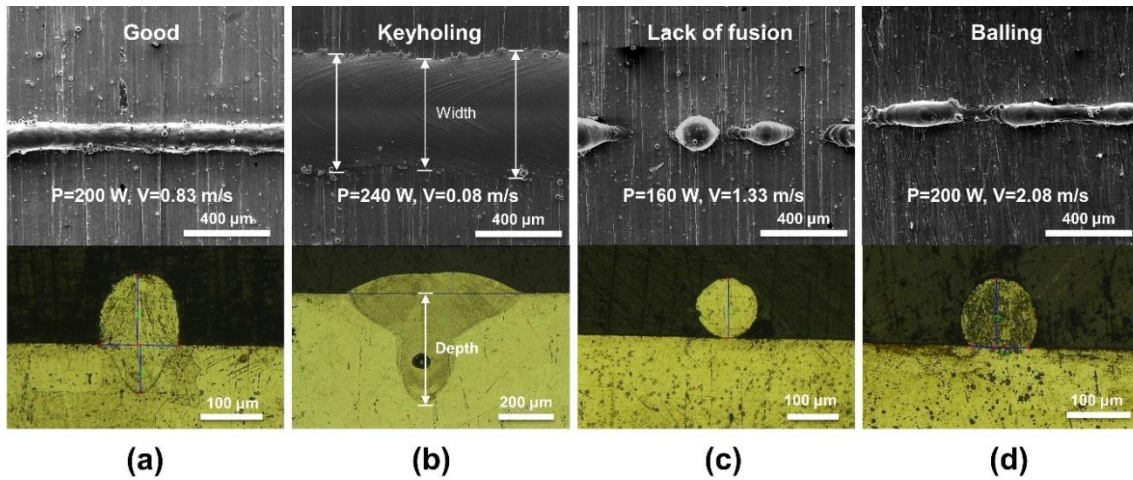 Good
Keyholing
Lack of fusion
Balling
Width
P=200 W, V=0.83 m/s
P=240 W, V=0.08 m/s
P=160 W, V=1.33 m/s
P=200 W, V=2.08 m/s
400 μm
400 μm
400 μm
400 μm
Depth
100 μm
200 μm
100 μm
100 μm
(a)
(b)
(c)
(d)